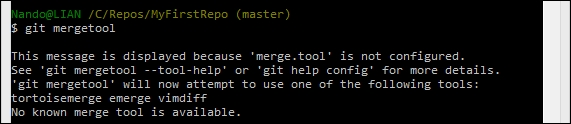 Nando@LIAN /C/Repos/MyFirstRepo (master)
$ git mergetool
This message is displayed because 'merge.tool' is not configured.
See 'git mergetool --tool-help' or 'git help config' for more details.
'git mergetool' will now attempt to use one of the following tools:
tortoisemerge emerge vimdiff
No known merge tool is available.